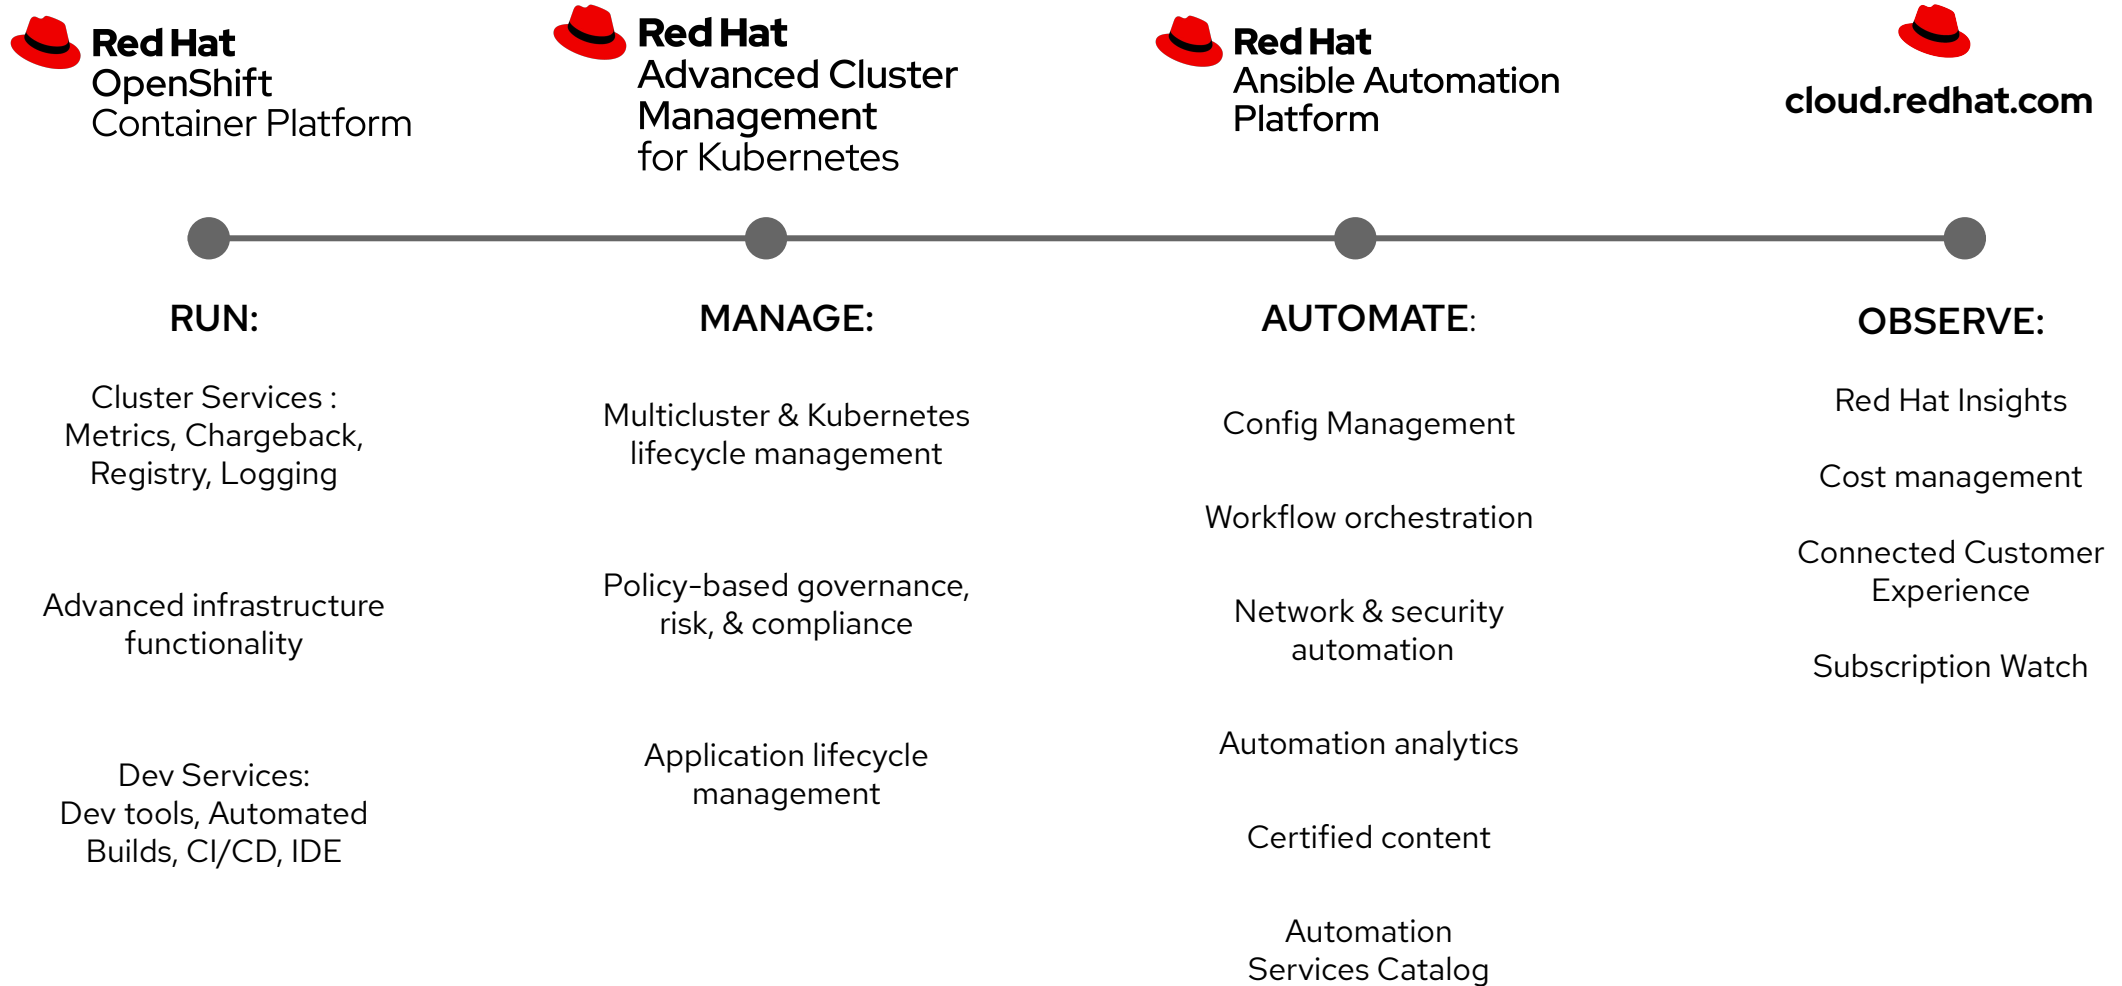 Red Hat
OpenShift
Container Platform
Red Hat
Advanced Cluster
Management
for Kubernetes
Red Hat
Ansible Automation
Platform
cloud.redhat.com
RUN:
Cluster Services :
Metrics, Chargeback,
Registry, Logging
Advanced infrastructure
functionality
Dev Services:
Dev tools, Automated
Builds, CI/CD, IDE
MANAGE:
Multicluster & Kubernetes
lifecycle management
Policy-based governance,
risk, & compliance
Application lifecycle
management
AUTOMATE:
Config Management
Workflow orchestration
Network & security
automation
Automation analytics
Certified content
Automation
Services Catalog
OBSERVE:
Red Hat Insights
Cost management
Connected Customer
Experience
Subscription Watch